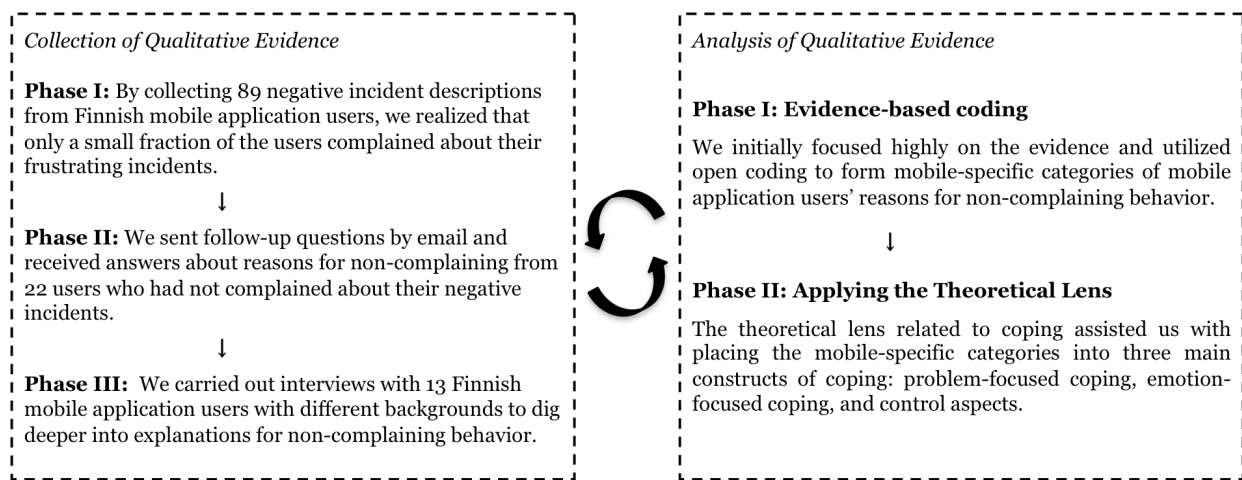 Collection of Qualitative Evidence
Phase I: By collecting 89 negative incident descriptions
from Finnish mobile application users, we realized that
only a small fraction of the users complained about their
frustrating incidents.
↓
Phase II: We sent follow-up questions by email and
received answers about reasons for non-complaining from
22 users who had not complained about their negative
incidents.
↓
Phase III: We carried out interviews with 13 Finnish
mobile application users with different backgrounds to dig
deeper into explanations for non-complaining behavior.
Analysis of Qualitative Evidence
Phase I: Evidence-based coding
We initially focused highly on the evidence and utilized
open coding to form mobile-specific categories of mobile
application users’ reasons for non-complaining behavior.
↓
Phase II: Applying the Theoretical Lens
The theoretical lens related to coping assisted us with
placing the mobile-specific categories into three main
constructs of coping: problem-focused coping, emotion-
focused coping, and control aspects.